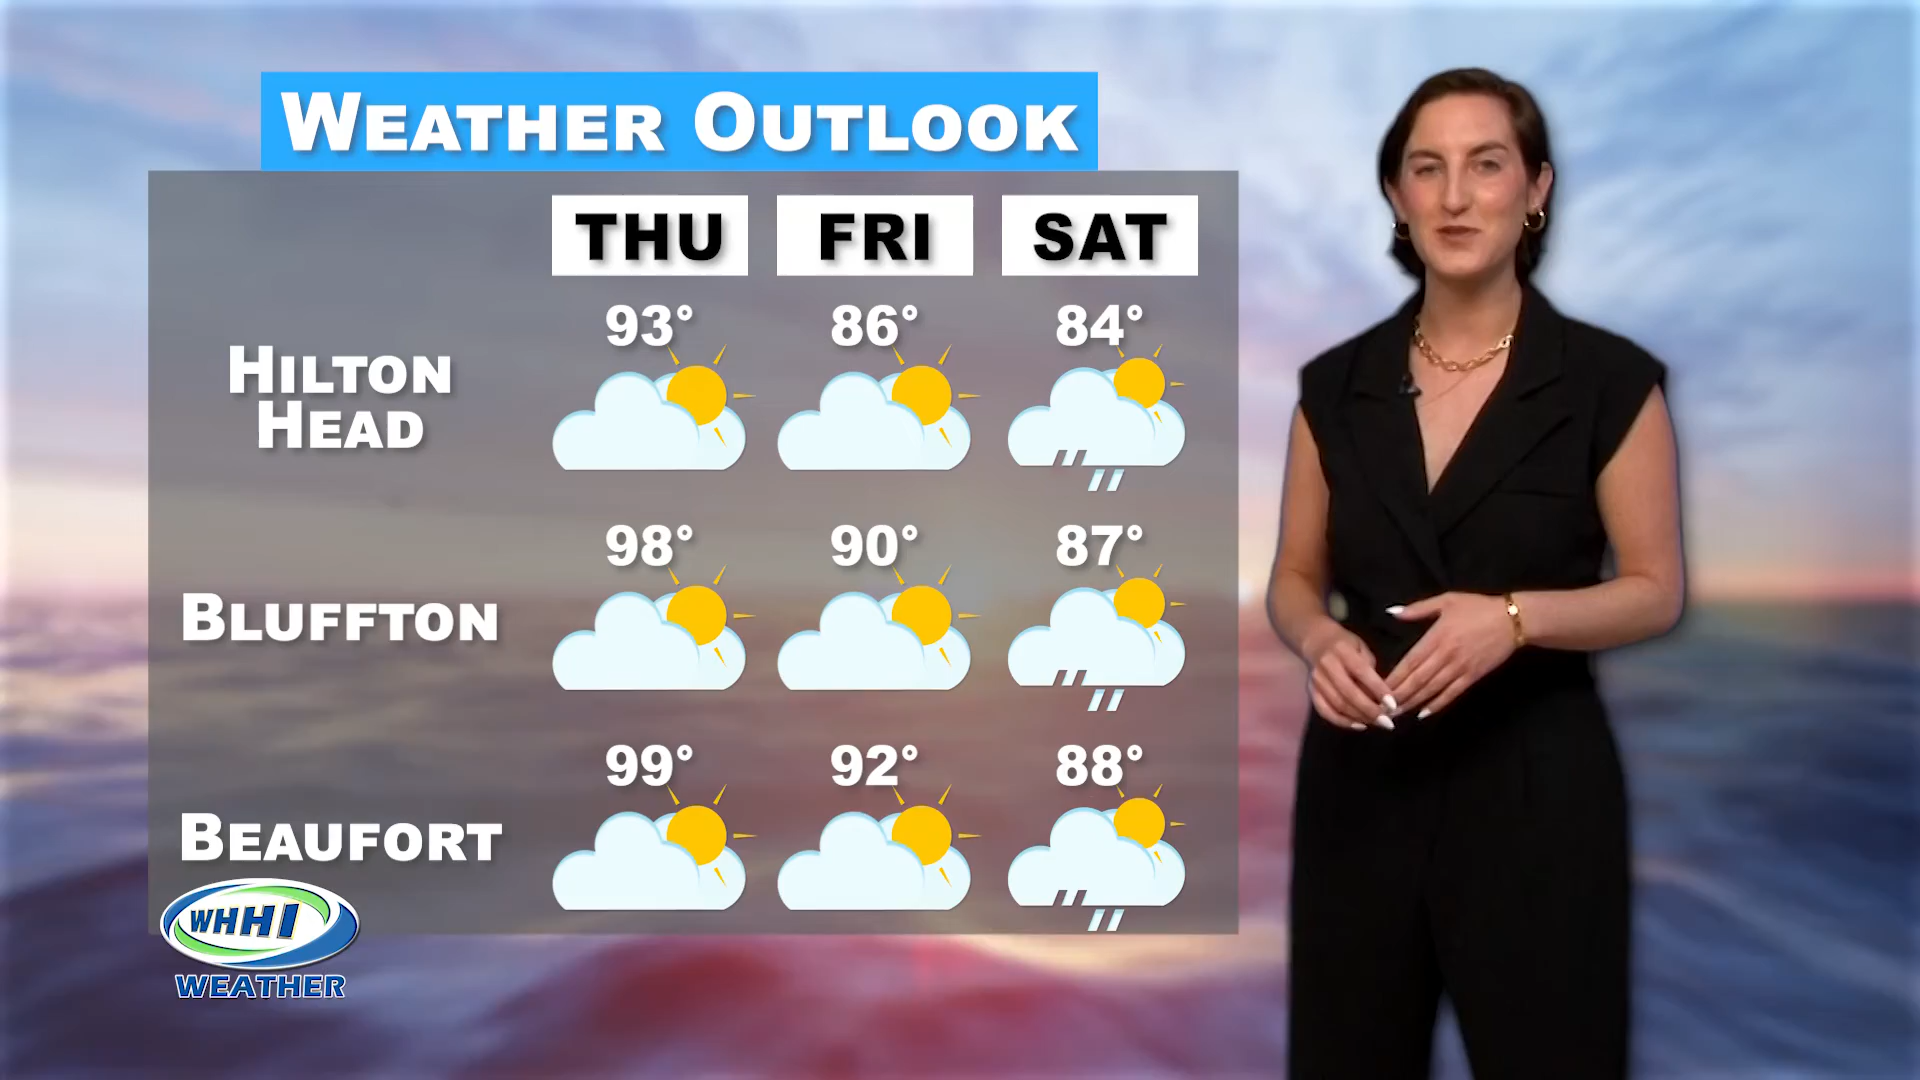 WEATHER OUTLOOK
THU FRI SAT
93° 86° 84°
HILTON
HEAD
98° 90° 87°
BLUFFTON
99° 92° 88°
BEAUFORT
WHHI
WEATHER